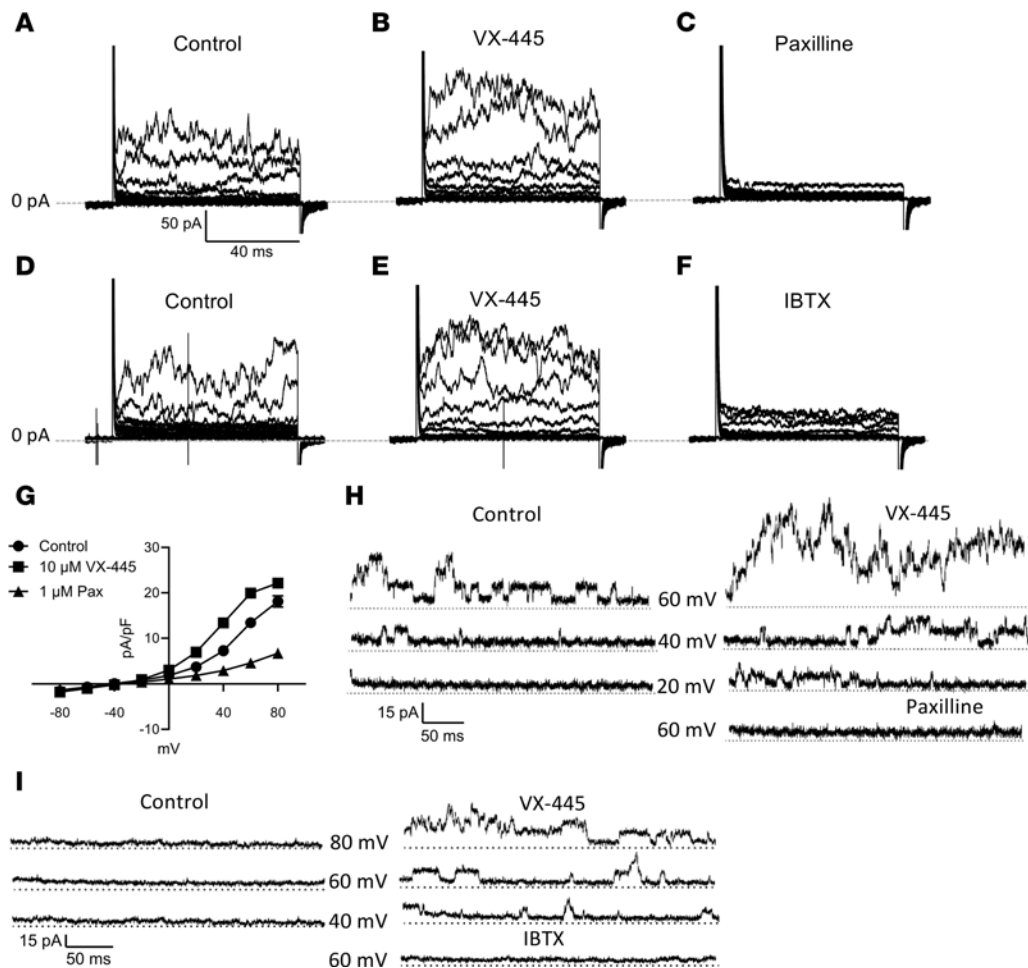 A
Control
B
VX-445
C
Paxilline
0 pA
50 pA
40 ms
D
Control
E
VX-445
F
IBTX
0 pA
G
Control
10 μM VX-445
1 μM Pax
30
20
10
-10
pA/pF
-80
-40
40
80
mV
H
Control
VX-445
60 mV
40 mV
20 mV
15 pA
50 ms
Paxilline
60 mV
I
Control
VX-445
80 mV
60 mV
40 mV
15 pA
50 ms
IBTX
60 mV